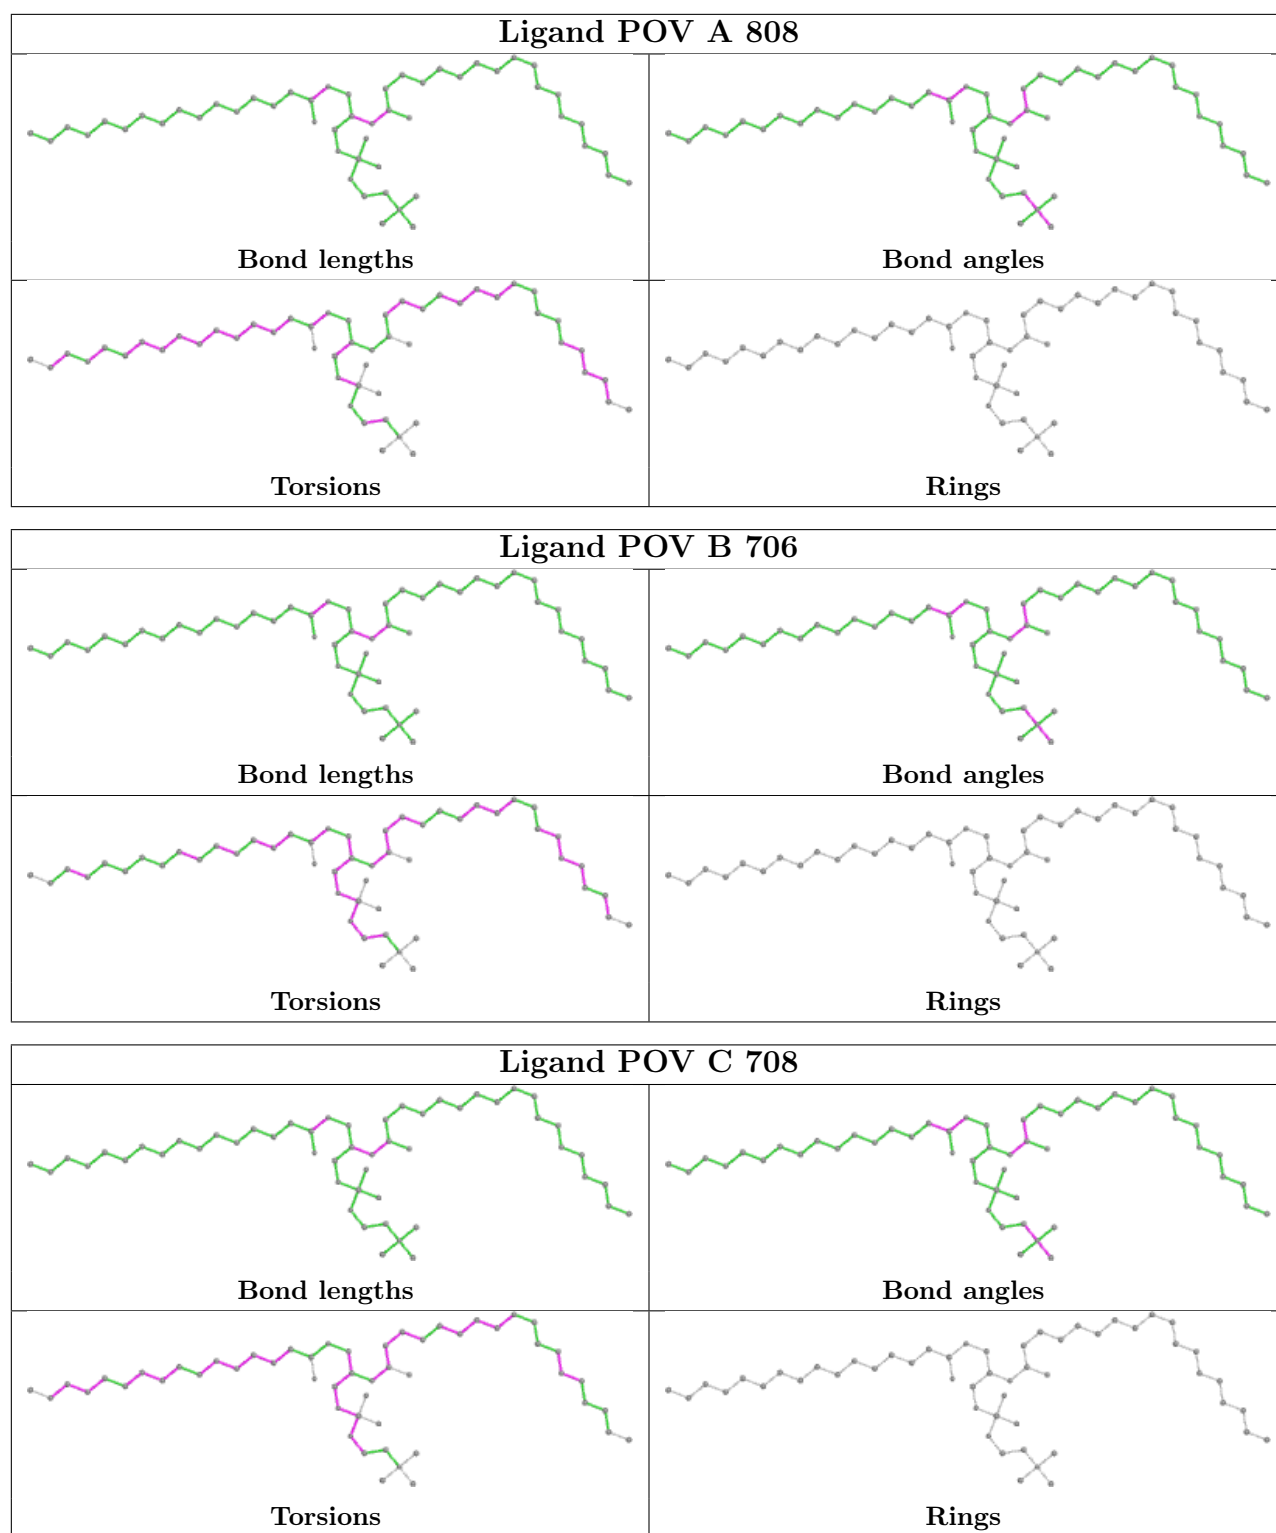 Ligand POV A 808
Bond lengths
Bond angles
Torsions
Rings
Ligand POV B 706
Bond lengths
Bond angles
Torsions
Rings
Ligand POV C 708
Bond lengths
Bond angles
Torsions
Rings